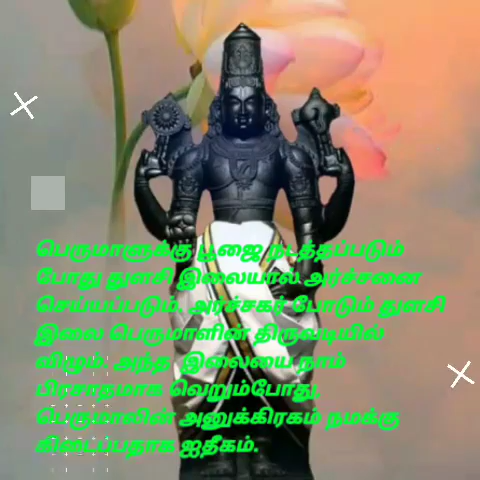 பெருமாளுக்கு பூஜை நடத்தப்படும்
போது துளசி இலையால் அர்ச்சனை
செய்யப்படும். அர்ச்சகர் போடும் துளசி
இலை பெருமாளின் திருவடியில்
விழும். அந்த இலையை நாம்
பிரசாதமாக வெறும்போது,
பெருமாலின் அனுக்கிரகம் நமக்கு
கிடைப்பதாக ஐதீகம்.